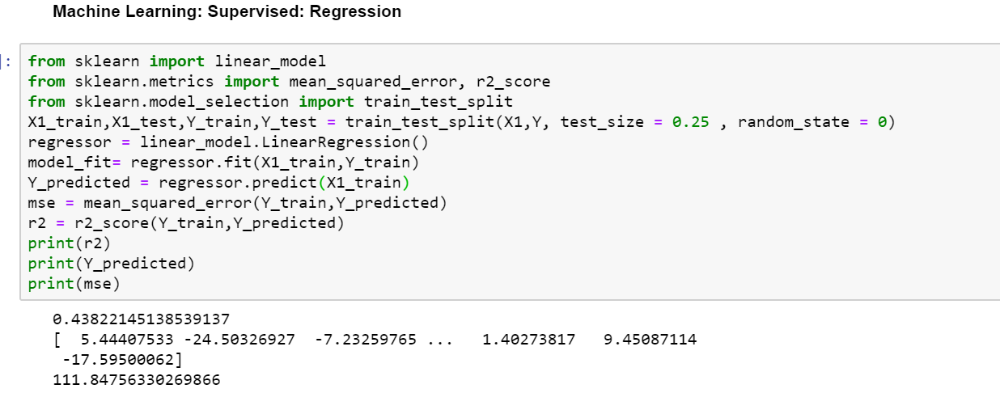 Machine Learning: Supervised: Regression
]:
from sklearn import linear_model
from sklearn.metrics import mean_squared_error, r2_score
from sklearn.model_selection import train_test_split
X1_train,X1_test,Y_train,Y_test = train_test_split(X1,Y, test_size = 0.25 , random_state = 0)
regressor = linear_model.LinearRegression()
model_fit= regressor.fit(X1_train,Y_train)
Y_predicted = regressor.predict(X1_train)
mse = mean_squared_error(Y_train,Y_predicted)
r2 = r2_score(Y_train,Y_predicted)
print(r2)
print(Y_predicted)
print(mse)
0.43822145138539137
[  5.44407533 -24.50326927  -7.23259765 ...   1.40273817   9.45087114
 -17.59500062]
111.84756330269866